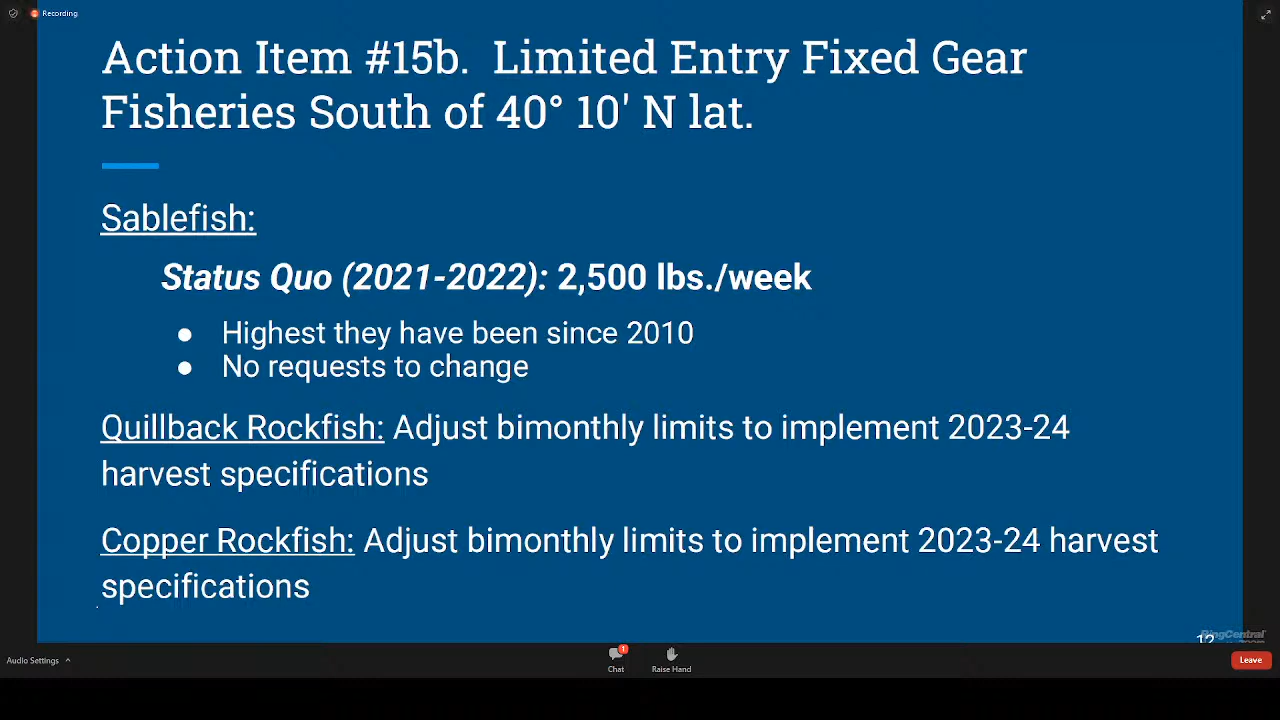 Recording
Action Item #15b. Limited Entry Fixed Gear
Fisheries South of 40° 10' N lat.
Sablefish:
Status Quo (2021-2022): 2,500 lbs./week
● Highest they have been since 2010
● No requests to change
Quillback Rockfish: Adjust bimonthly limits to implement 2023-24
harvest specifications
Copper Rockfish: Adjust bimonthly limits to implement 2023-24 harvest
specifications
12
RingCentral
Audio Settings
1
Chat
Raise Hand
Leave